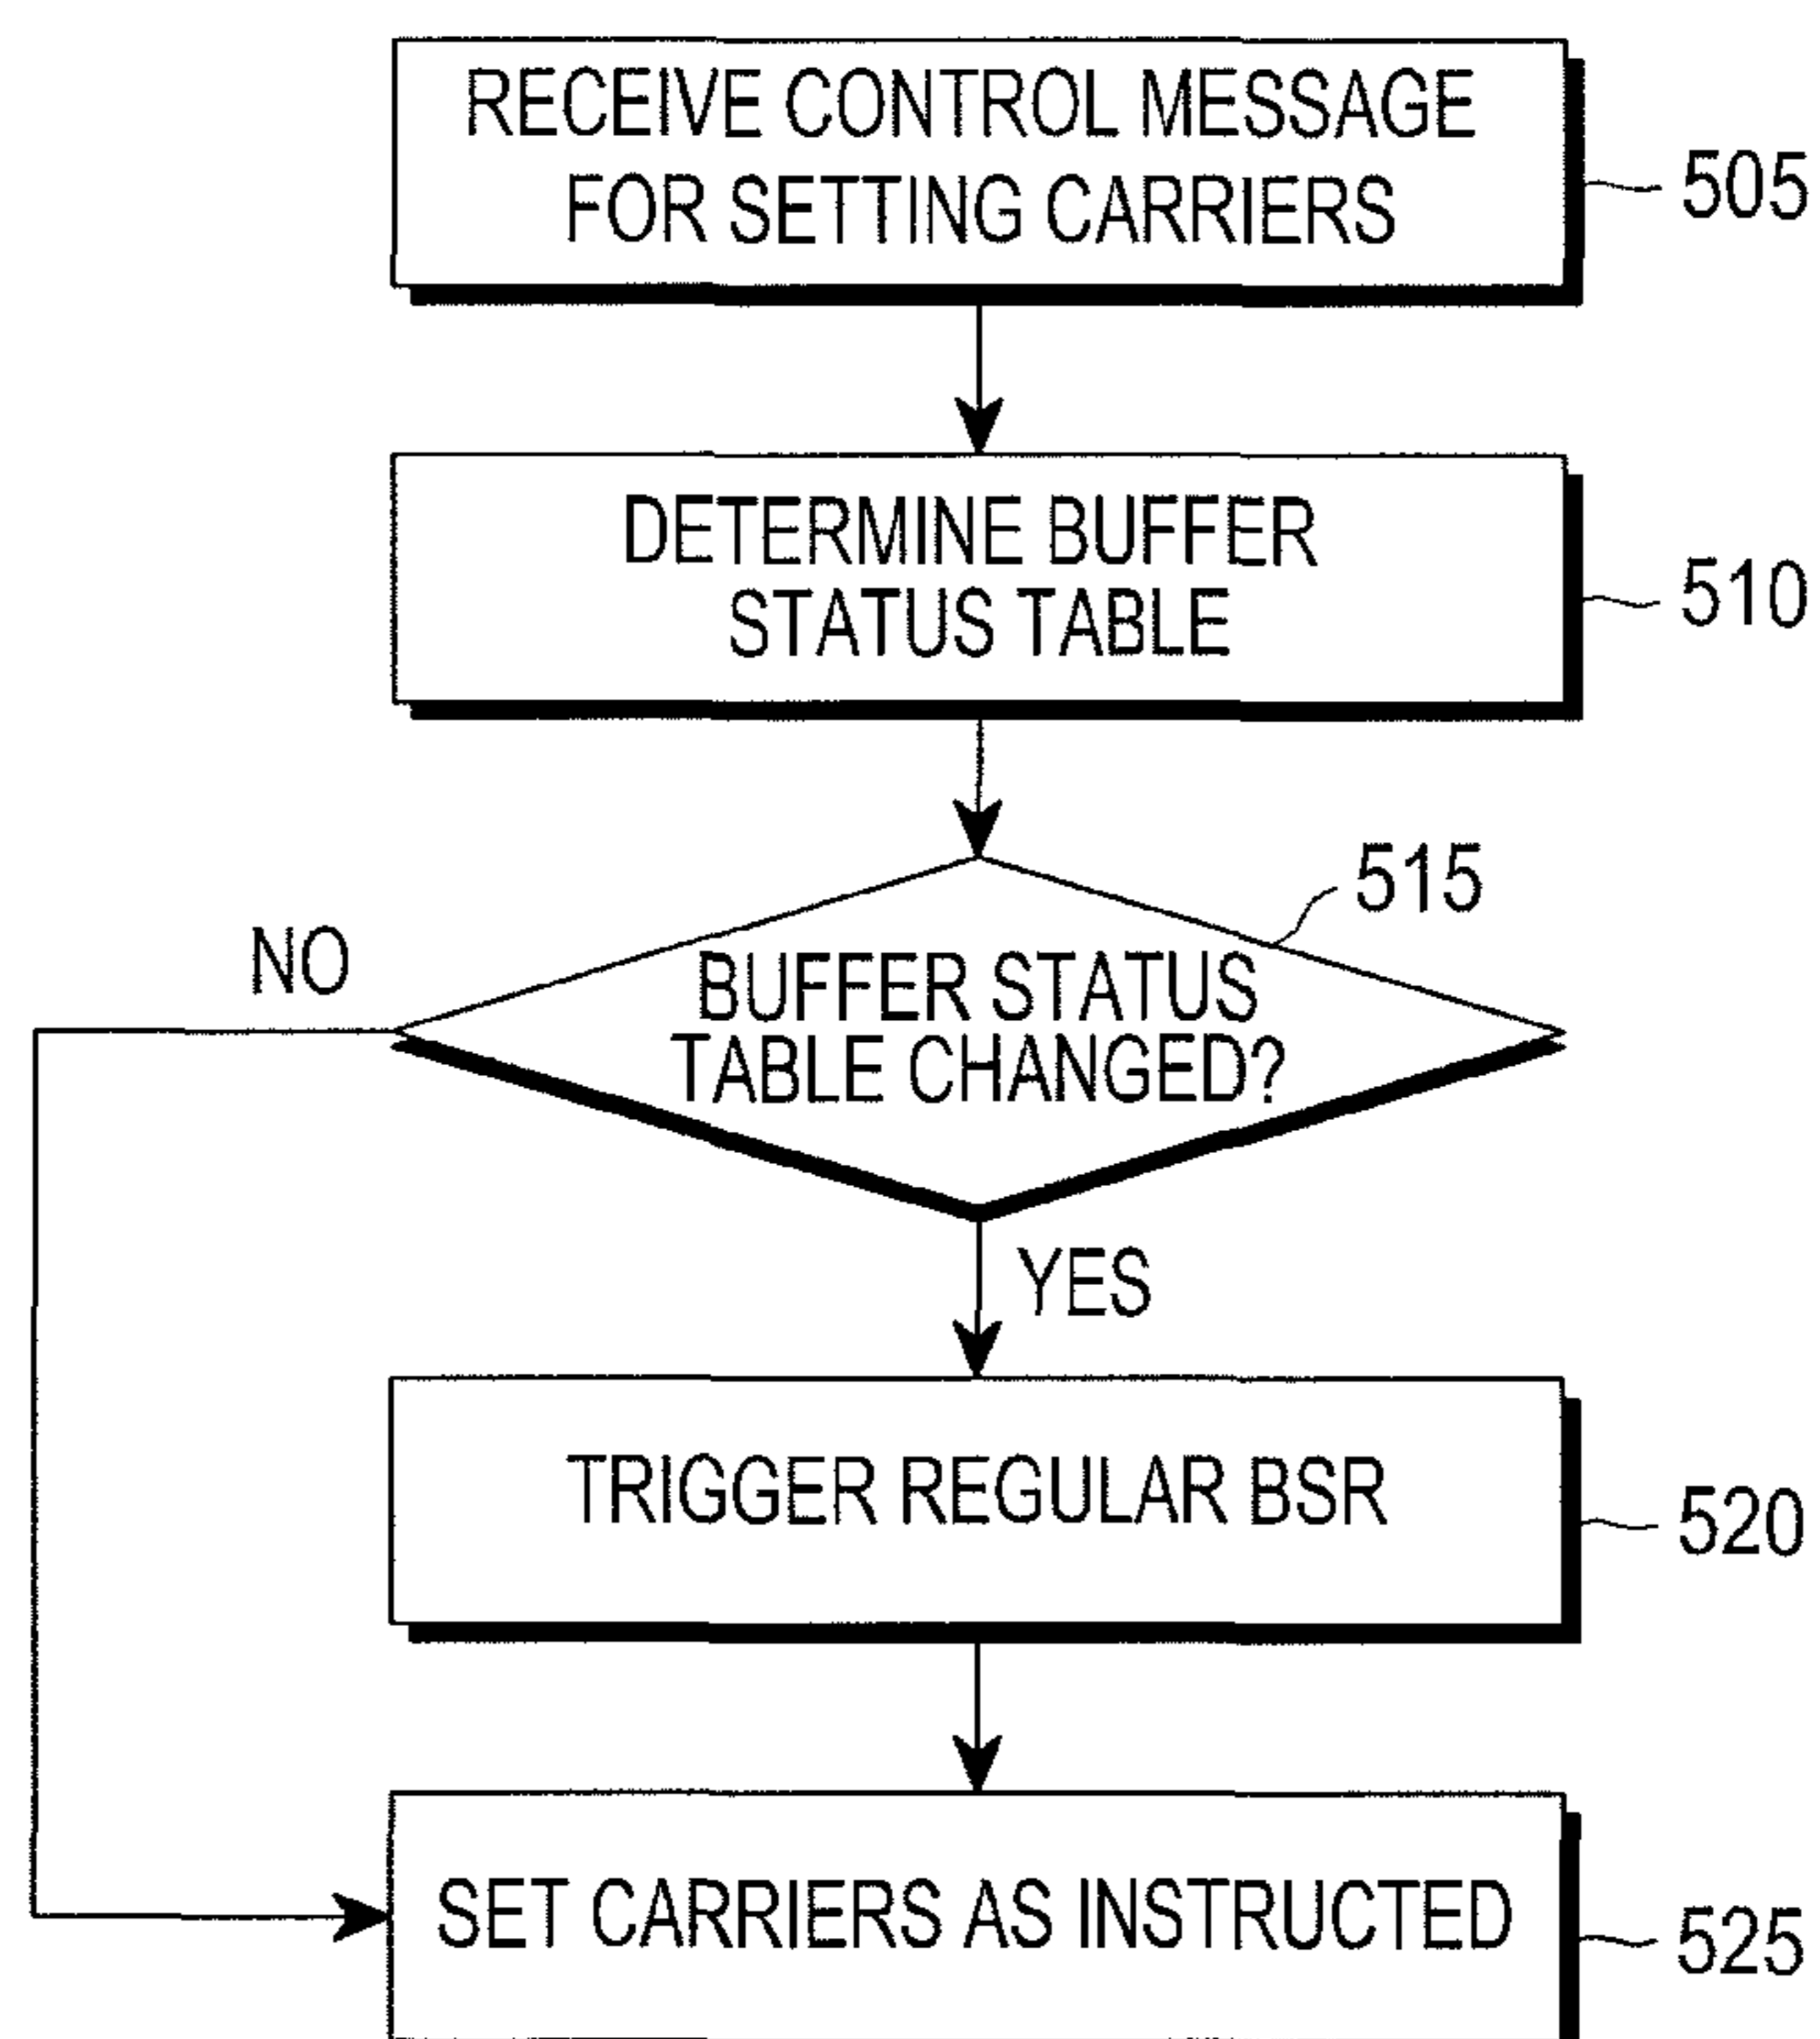 RECEIVE CONTROL MESSAGE
FOR SETTING CARRIERS
505
DETERMINE BUFFER
STATUS TABLE
510
515
NO
BUFFER STATUS
TABLE CHANGED?
YES
TRIGGER REGULAR BSR
520
SET CARRIERS AS INSTRUCTED
525